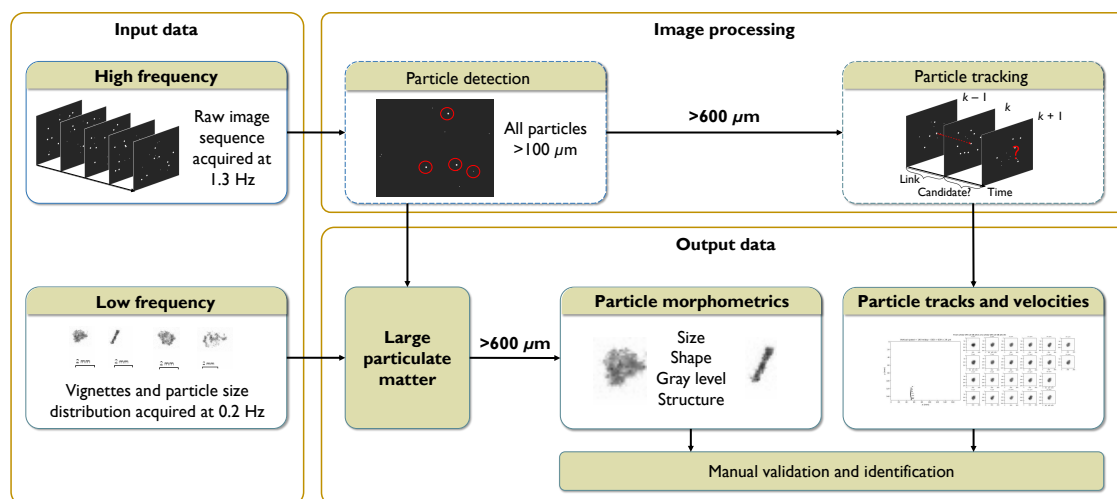 Input data
High frequency
Raw image
sequence
acquired at
1.3 Hz
Low frequency
2 mm
2 mm
2 mm
2 mm
Vignettes and particle size
distribution acquired at 0.2 Hz
Image processing
Particle detection
All particles
>100 µm
>600 µm
Particle tracking
k – 1
k
k + 1
?
Link
Candidate?
Time
Output data
Large
particulate
matter
>600 µm
Particle morphometrics
Size
Shape
Gray level
Structure
Particle tracks and velocities
Manual validation and identification